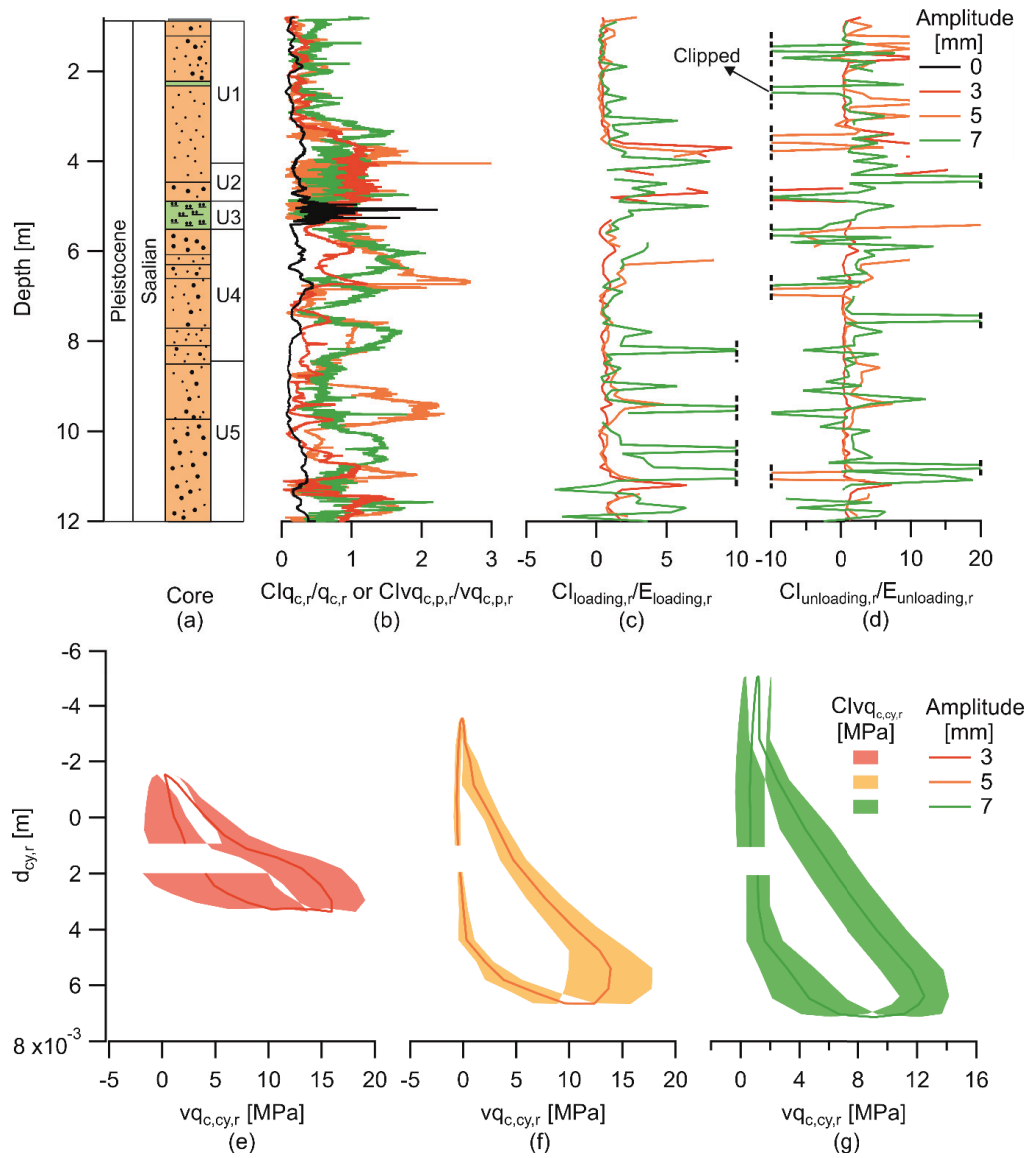 Amplitude
[mm]
0
3
5
7
Clipped
2
4
6
8
10
12
Depth [m]
Pleistocene
Saalian
U1
U2
U3
U4
U5
0 1 2 3
0 5 10
-10 0 10 20
Core
CIq_c,r/q_c,r or CIvq_c,p,r/vq_c,p,r
CI_loading,r/E_loading,r
CI_unloading,r/E_unloading,r
(a)
(b)
(c)
(d)
-6
-4
-2
0
2
4
6
8 x10^-3
d_cy,r [m]
CIvq_c,cy,r
[MPa]
Amplitude
[mm]
3
5
7
-5 0 5 10 15 20
-5 0 5 10 15 20
0 4 8 12 16
vq_c,cy,r [MPa]
vq_c,cy,r [MPa]
vq_c,cy,r [MPa]
(e)
(f)
(g)